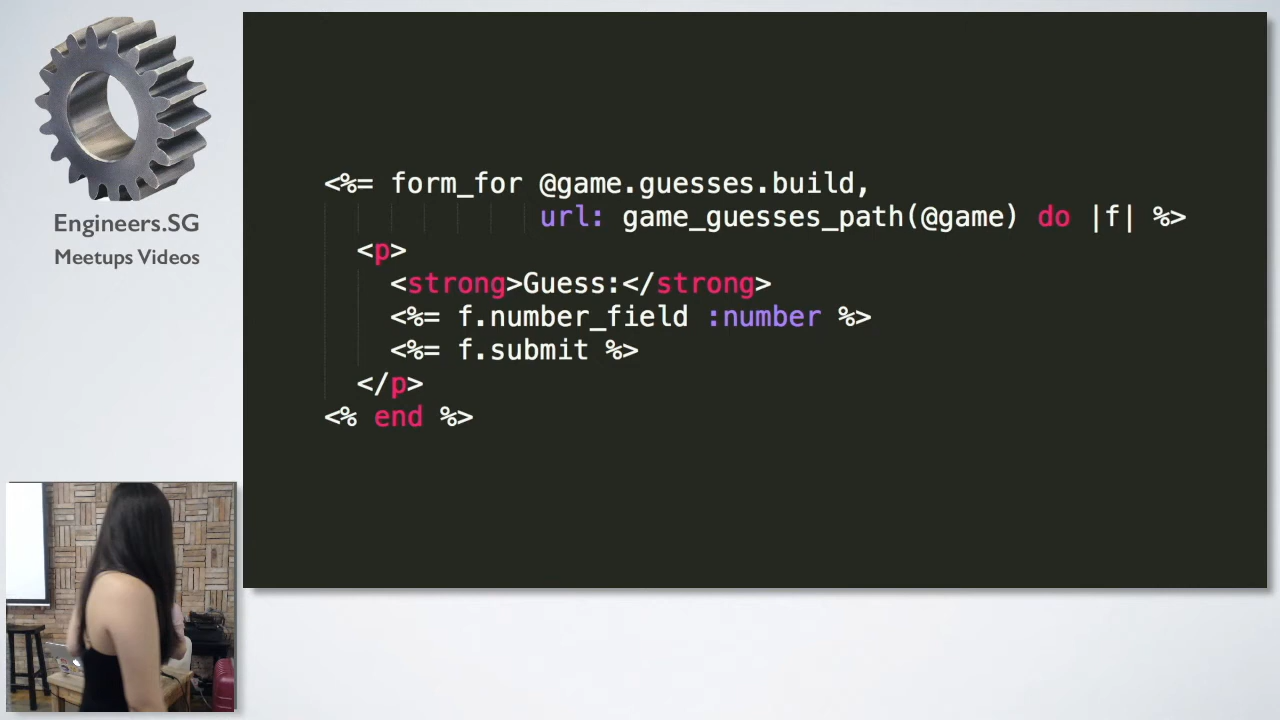 Engineers.SG
Meetups Videos
<%= form_for @game.guesses.build,
url: game_guesses_path(@game) do |f| %>
<p>
<strong>Guess:</strong>
<%= f.number_field :number %>
<%= f.submit %>
</p>
<% end %>